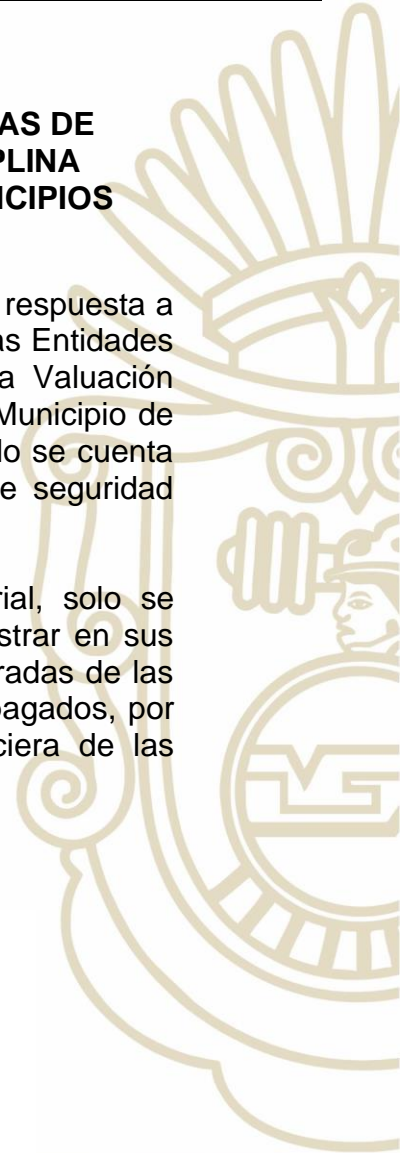 AS DE
PLINA
ICIPIOS
respuesta a
as Entidades
a Valuación
Municipio de
lo se cuenta
e seguridad
rial, solo se
strar en sus
radas de las
pagados, por
ciera de las